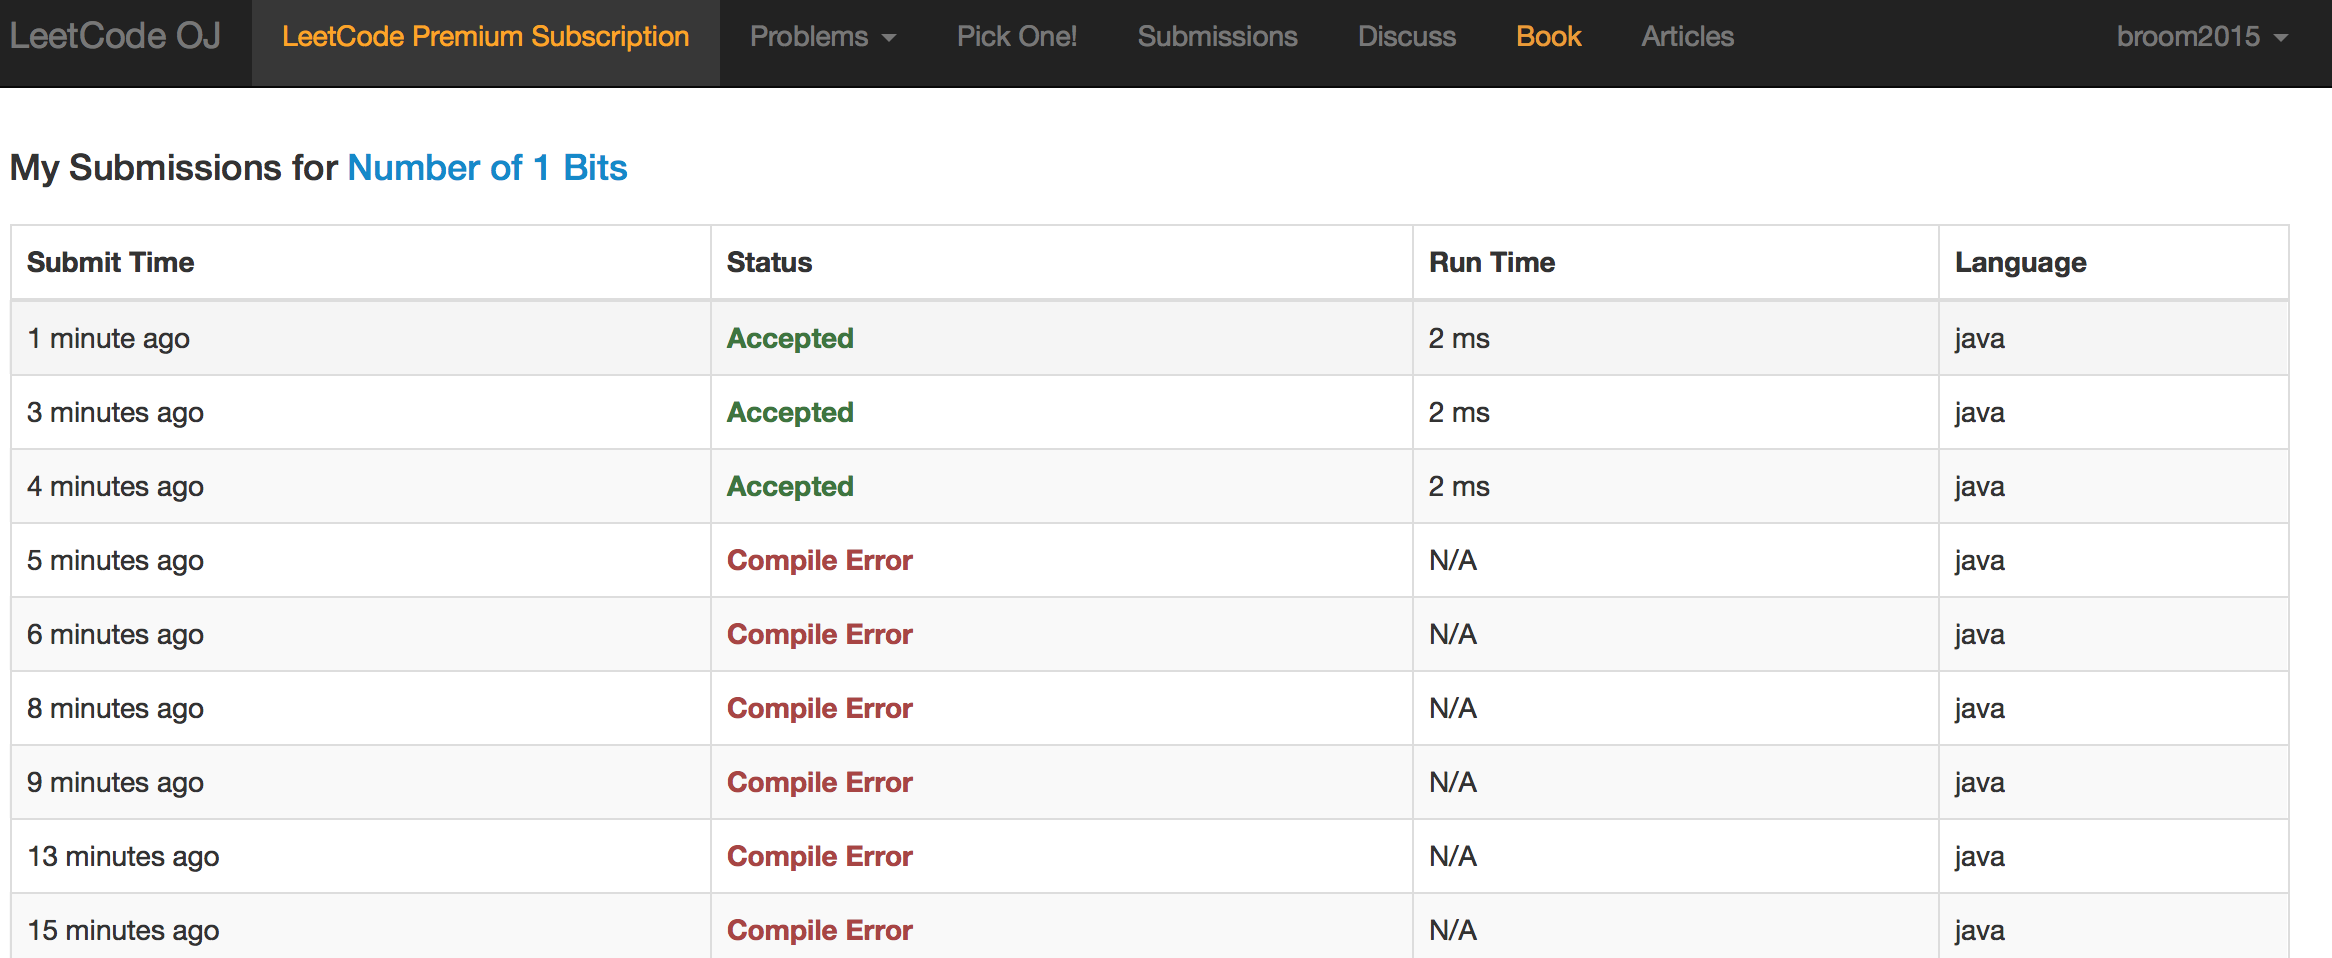 LeetCode OJ LeetCode Premium Subscription Problems Pick One! Submissions Discuss Book Articles broom2015
My Submissions for Number of 1 Bits
Submit Time Status Run Time Language
1 minute ago Accepted 2 ms java
3 minutes ago Accepted 2 ms java
4 minutes ago Accepted 2 ms java
5 minutes ago Compile Error N/A java
6 minutes ago Compile Error N/A java
8 minutes ago Compile Error N/A java
9 minutes ago Compile Error N/A java
13 minutes ago Compile Error N/A java
15 minutes ago Compile Error N/A java